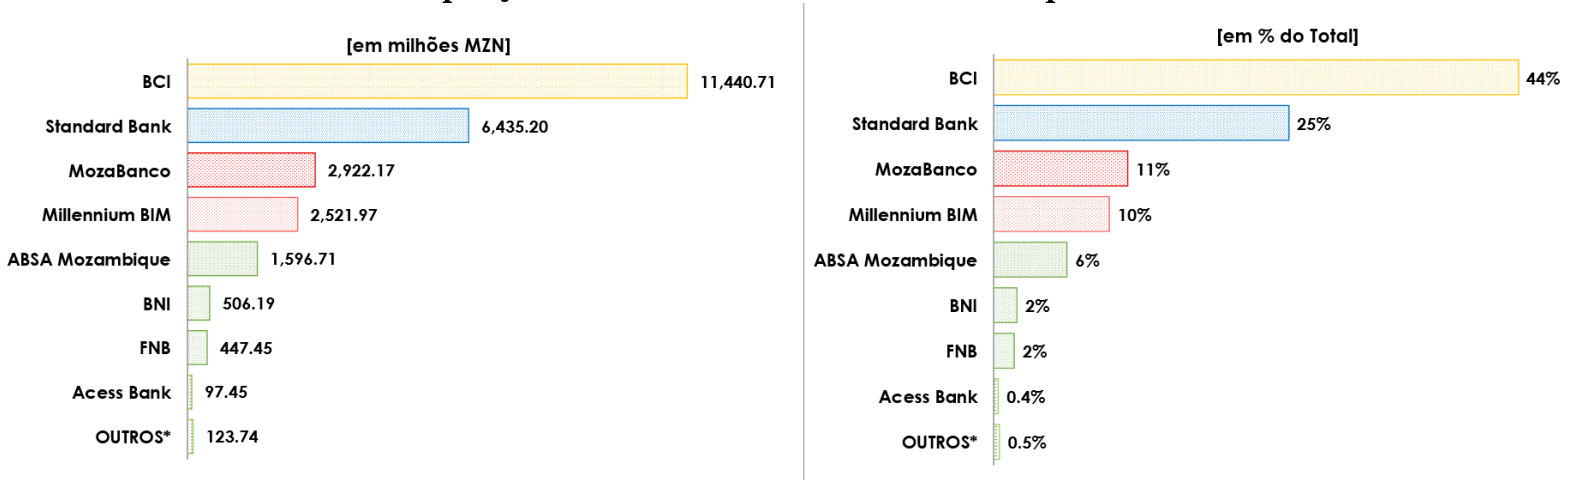 [em milhões MZN]
BCI 11,440.71
Standard Bank 6,435.20
MozaBanco 2,922.17
Millennium BIM 2,521.97
ABSA Mozambique 1,596.71
BNI 506.19
FNB 447.45
Acess Bank 97.45
OUTROS* 123.74
[em % do Total]
BCI 44%
Standard Bank 25%
MozaBanco 11%
Millennium BIM 10%
ABSA Mozambique 6%
BNI 2%
FNB 2%
Acess Bank 0.4%
OUTROS* 0.5%